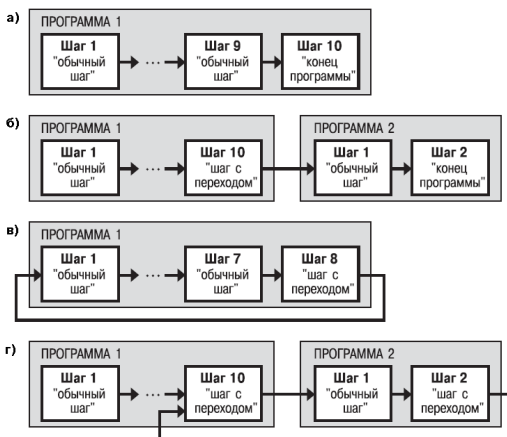 а)
ПРОГРАММА 1
Шаг 1
"обычный
шаг"
...
Шаг 9
"обычный
шаг"
Шаг 10
"конец
программы"
б)
ПРОГРАММА 1
Шаг 1
"обычный
шаг"
...
Шаг 10
"шаг с
переходом"
ПРОГРАММА 2
Шаг 1
"обычный
шаг"
Шаг 2
"конец
программы"
в)
ПРОГРАММА 1
Шаг 1
"обычный
шаг"
...
Шаг 7
"обычный
шаг"
Шаг 8
"шаг с
переходом"
г)
ПРОГРАММА 1
Шаг 1
"обычный
шаг"
...
Шаг 10
"шаг с
переходом"
ПРОГРАММА 2
Шаг 1
"обычный
шаг"
Шаг 2
"шаг с
переходом"